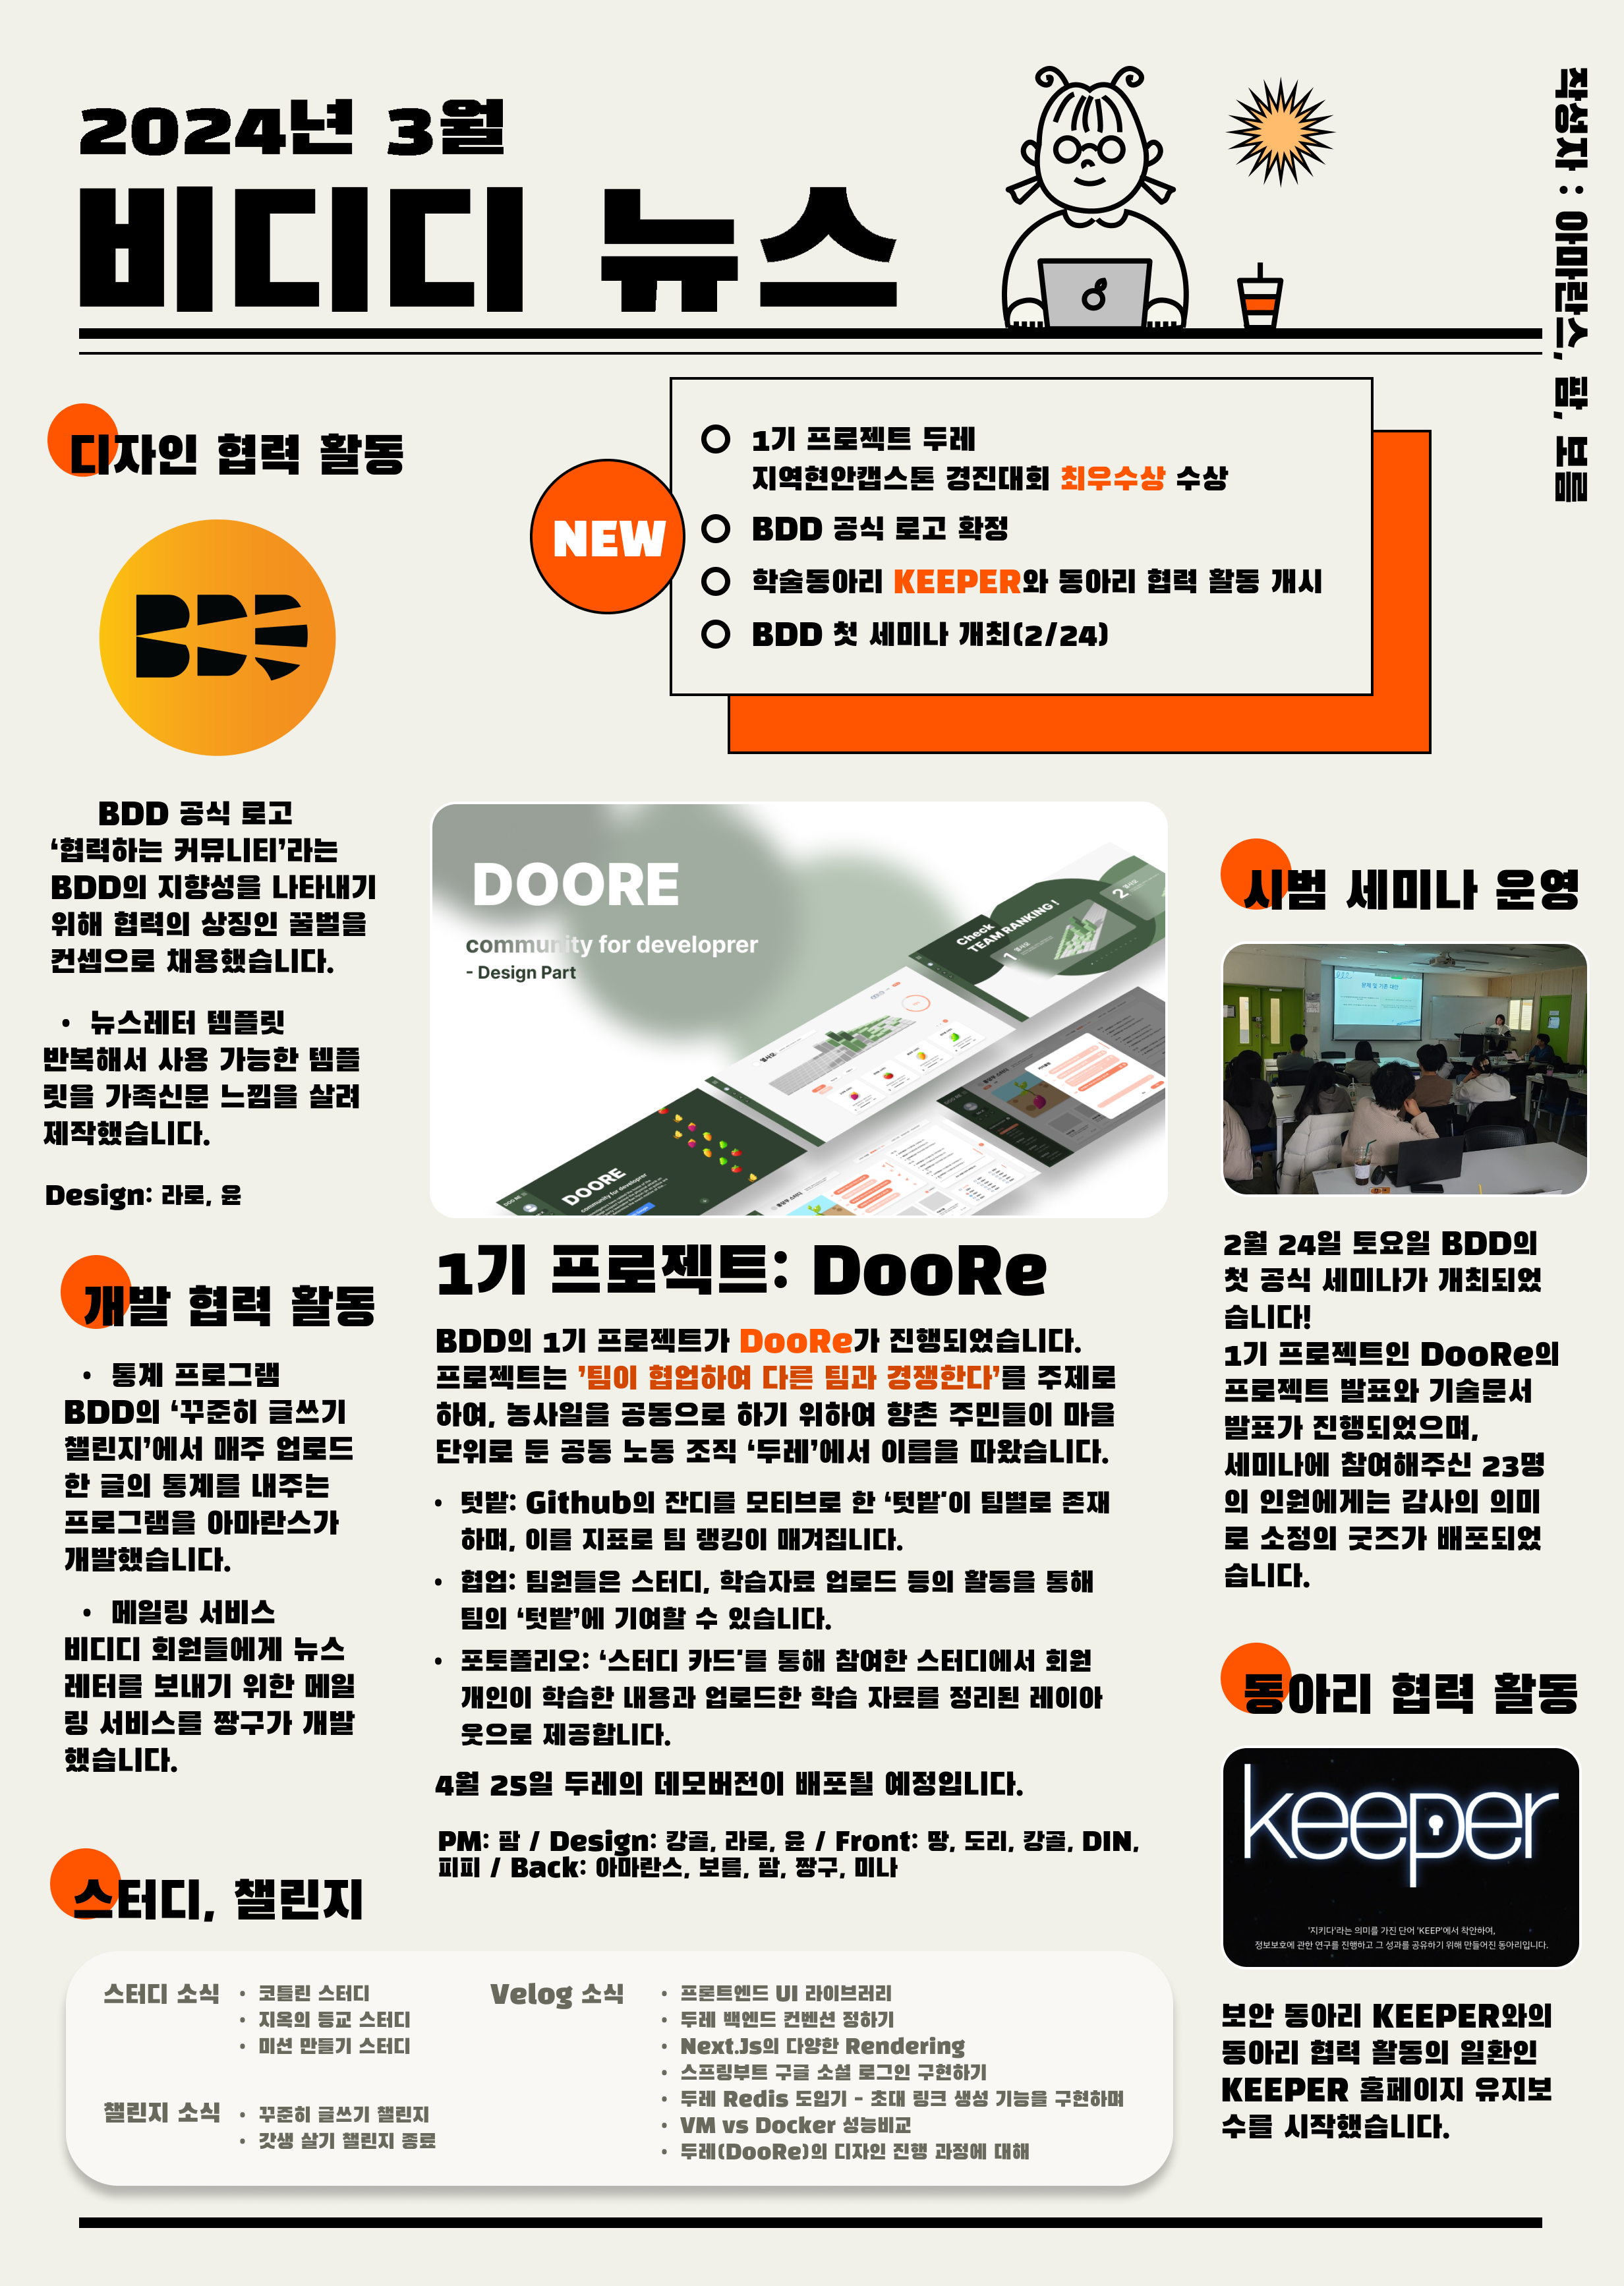 2024년 3월
비디디 뉴스
작성자 : 아마란스, 팜, 보름
NEW
1기 프로젝트 두레
지역현안캡스톤 경진대회 최우수상 수상
BDD 공식 로고 확정
학술동아리 KEEPER와 동아리 협력 활동 개시
BDD 첫 세미나 개최(2/24)
디자인 협력 활동
BDD
BDD 공식 로고
‘협력하는 커뮤니티’라는
BDD의 지향성을 나타내기
위해 협력의 상징인 꿀벌을
컨셉으로 채용했습니다.
• 뉴스레터 템플릿
반복해서 사용 가능한 템플
릿을 가족신문 느낌을 살려
제작했습니다.
Design: 라로, 윤
개발 협력 활동
• 통계 프로그램
BDD의 ‘꾸준히 글쓰기
챌린지’에서 매주 업로드
한 글의 통계를 내주는
프로그램을 아마란스가
개발했습니다.
• 메일링 서비스
비디디 회원들에게 뉴스
레터를 보내기 위한 메일
링 서비스를 짱구가 개발
했습니다.
DOORE
community for developrer
- Design Part
Check
TEAM RANKING !
1
2
DOORE
community for developrer
1기 프로젝트: DooRe
BDD의 1기 프로젝트가 DooRe가 진행되었습니다.
프로젝트는 ’팀이 협업하여 다른 팀과 경쟁한다’를 주제로
하여, 농사일을 공동으로 하기 위하여 향촌 주민들이 마을
단위로 둔 공동 노동 조직 ‘두레’에서 이름을 따왔습니다.
• 텃밭: Github의 잔디를 모티브로 한 ‘텃밭’이 팀별로 존재
하며, 이를 지표로 팀 랭킹이 매겨집니다.
• 협업: 팀원들은 스터디, 학습자료 업로드 등의 활동을 통해
팀의 ‘텃밭’에 기여할 수 있습니다.
• 포토폴리오: ‘스터디 카드’를 통해 참여한 스터디에서 회원
개인이 학습한 내용과 업로드한 학습 자료를 정리된 레이아
웃으로 제공합니다.
4월 25일 두레의 데모버전이 배포될 예정입니다.
PM: 팜 / Design: 캉골, 라로, 윤 / Front: 땅, 도리, 캉골, DIN,
피피 / Back: 아마란스, 보름, 팜, 짱구, 미나
시범 세미나 운영
BDD
문제 및 기존 대안
2월 24일 토요일 BDD의
첫 공식 세미나가 개최되었
습니다!
1기 프로젝트인 DooRe의
프로젝트 발표와 기술문서
발표가 진행되었으며,
세미나에 참여해주신 23명
의 인원에게는 감사의 의미
로 소정의 굿즈가 배포되었
습니다.
동아리 협력 활동
keeper
'지키다'라는 의미를 가진 단어 'KEEP'에서 착안하여,
정보보호에 관한 연구를 진행하고 그 성과를 공유하기 위해 만들어진 동아리입니다.
보안 동아리 KEEPER와의
동아리 협력 활동의 일환인
KEEPER 홈페이지 유지보
수를 시작했습니다.
스터디, 챌린지
스터디 소식
• 코틀린 스터디
• 지옥의 등교 스터디
• 미션 만들기 스터디
챌린지 소식
• 꾸준히 글쓰기 챌린지
• 갓생 살기 챌린지 종료
Velog 소식
• 프론트엔드 UI 라이브러리
• 두레 백엔드 컨벤션 정하기
• Next.Js의 다양한 Rendering
• 스프링부트 구글 소셜 로그인 구현하기
• 두레 Redis 도입기 - 초대 링크 생성 기능을 구현하며
• VM vs Docker 성능비교
• 두레(DooRe)의 디자인 진행 과정에 대해